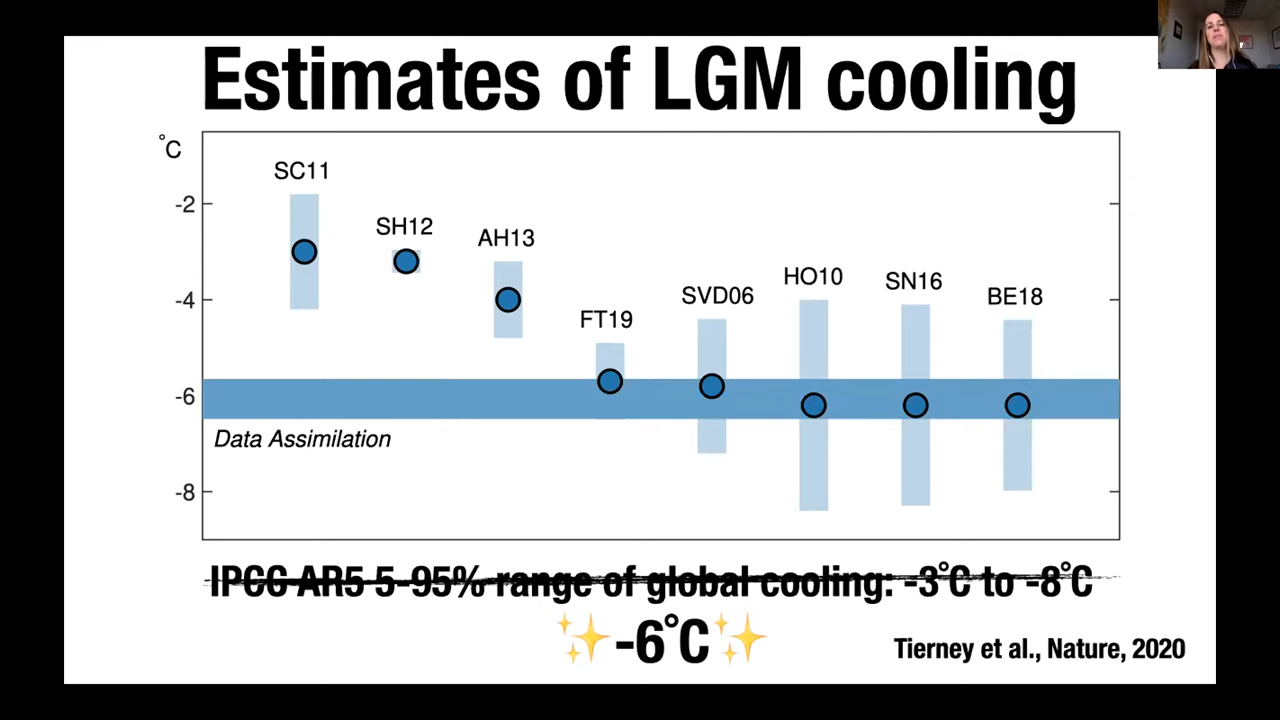 Estimates of LGM cooling
°C
SC11
-2
SH12
AH13
HO10
SN16
SVD06
BE18
-4
FT19
-6
Data Assimilation
-8
IPCC AR5 5-95% range of global cooling: -3°C to -8°C
✨-6°C✨
Tierney et al., Nature, 2020